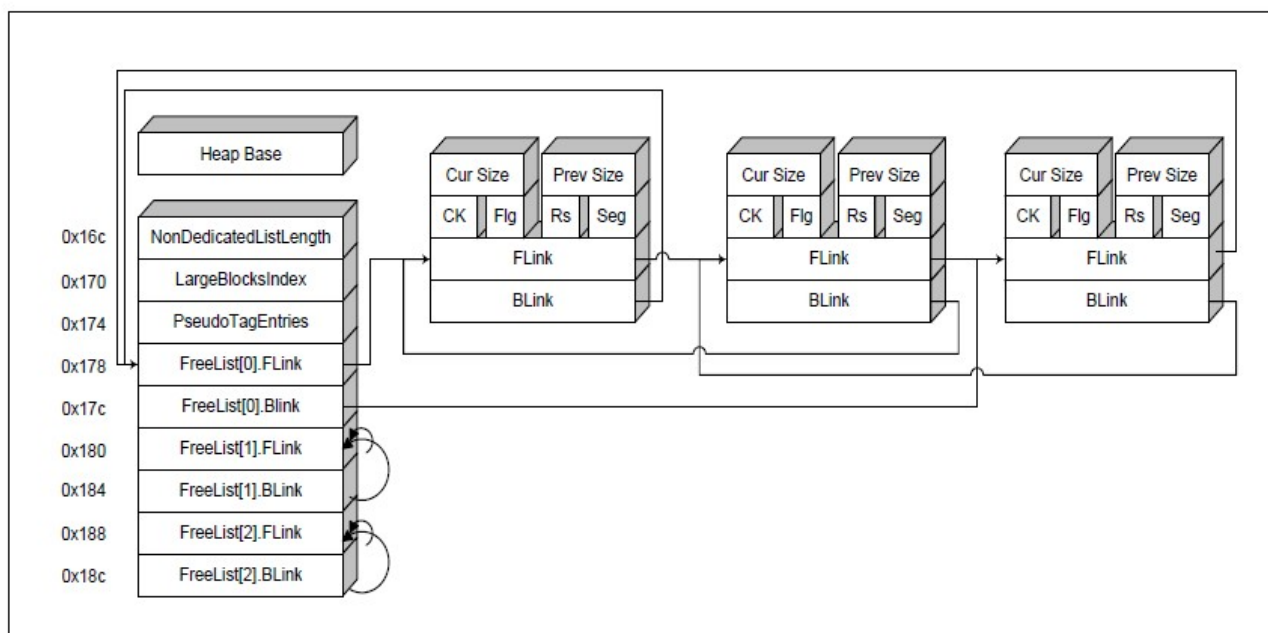 Heap Base
0x16c NonDedicatedListLength
0x170 LargeBlocksIndex
0x174 PseudoTagEntries
0x178 FreeList[0].FLink
0x17c FreeList[0].Blink
0x180 FreeList[1].FLink
0x184 FreeList[1].BLink
0x188 FreeList[2].FLink
0x18c FreeList[2].BLink
Cur Size Prev Size
CK Flg Rs Seg
FLink
BLink
Cur Size Prev Size
CK Flg Rs Seg
FLink
BLink
Cur Size Prev Size
CK Flg Rs Seg
FLink
BLink